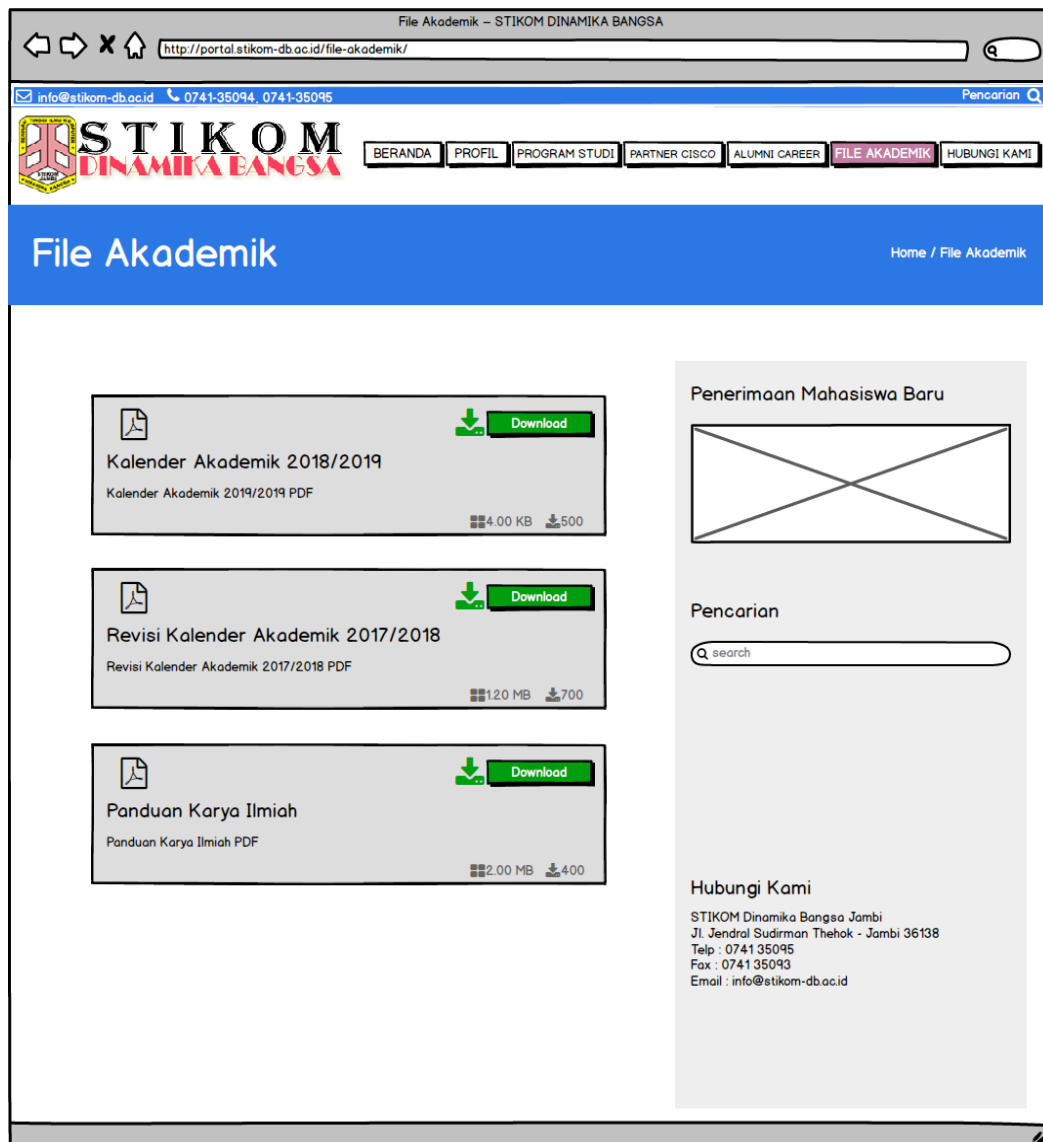 File Akademik – STIKOM DINAMIKA BANGSA
http://portal.stikom-db.ac.id/file-akademik/
info@stikom-db.ac.id 0741-35094, 0741-35095 Pencarian
STIKOM
DINAMIKA BANGSA
BERANDA PROFIL PROGRAM STUDI PARTNER CISCO ALUMNI CAREER FILE AKADEMIK HUBUNGI KAMI
File Akademik
Home / File Akademik
Download
Kalender Akademik 2018/2019
Kalender Akademik 2019/2019 PDF
4.00 KB 500
Download
Revisi Kalender Akademik 2017/2018
Revisi Kalender Akademik 2017/2018 PDF
1.20 MB 700
Download
Panduan Karya Ilmiah
Panduan Karya Ilmiah PDF
2.00 MB 400
Penerimaan Mahasiswa Baru
Pencarian
search
Hubungi Kami
STIKOM Dinamika Bangsa Jambi
Jl. Jendral Sudirman Thehok - Jambi 36138
Telp : 0741 35095
Fax : 0741 35093
Email : info@stikom-db.ac.id